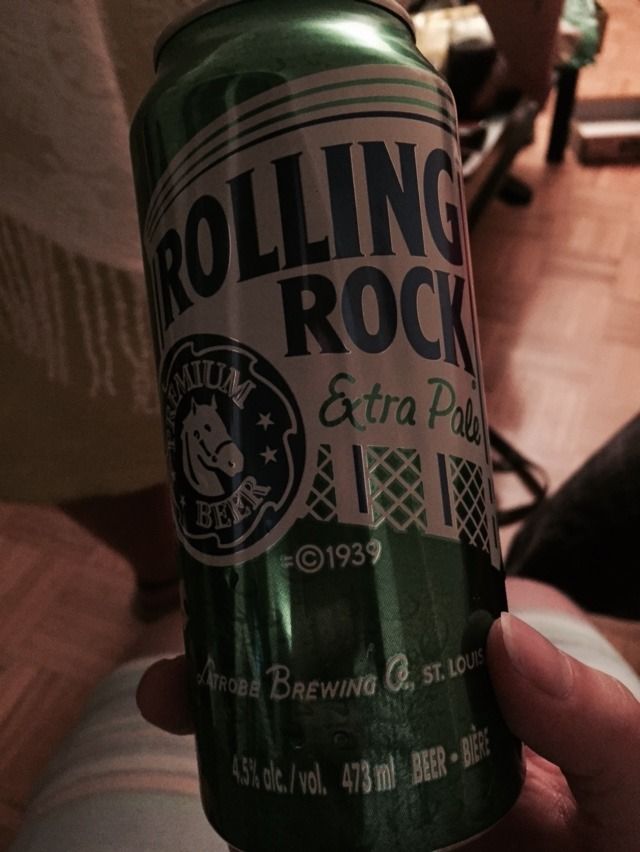 ROLLING
ROCK
Extra Pale
PREMIUM
BEER
©1939
LATROBE BREWING Co., ST. LOUIS
4.5% alc./vol. 473 ml BEER • BIÈRE